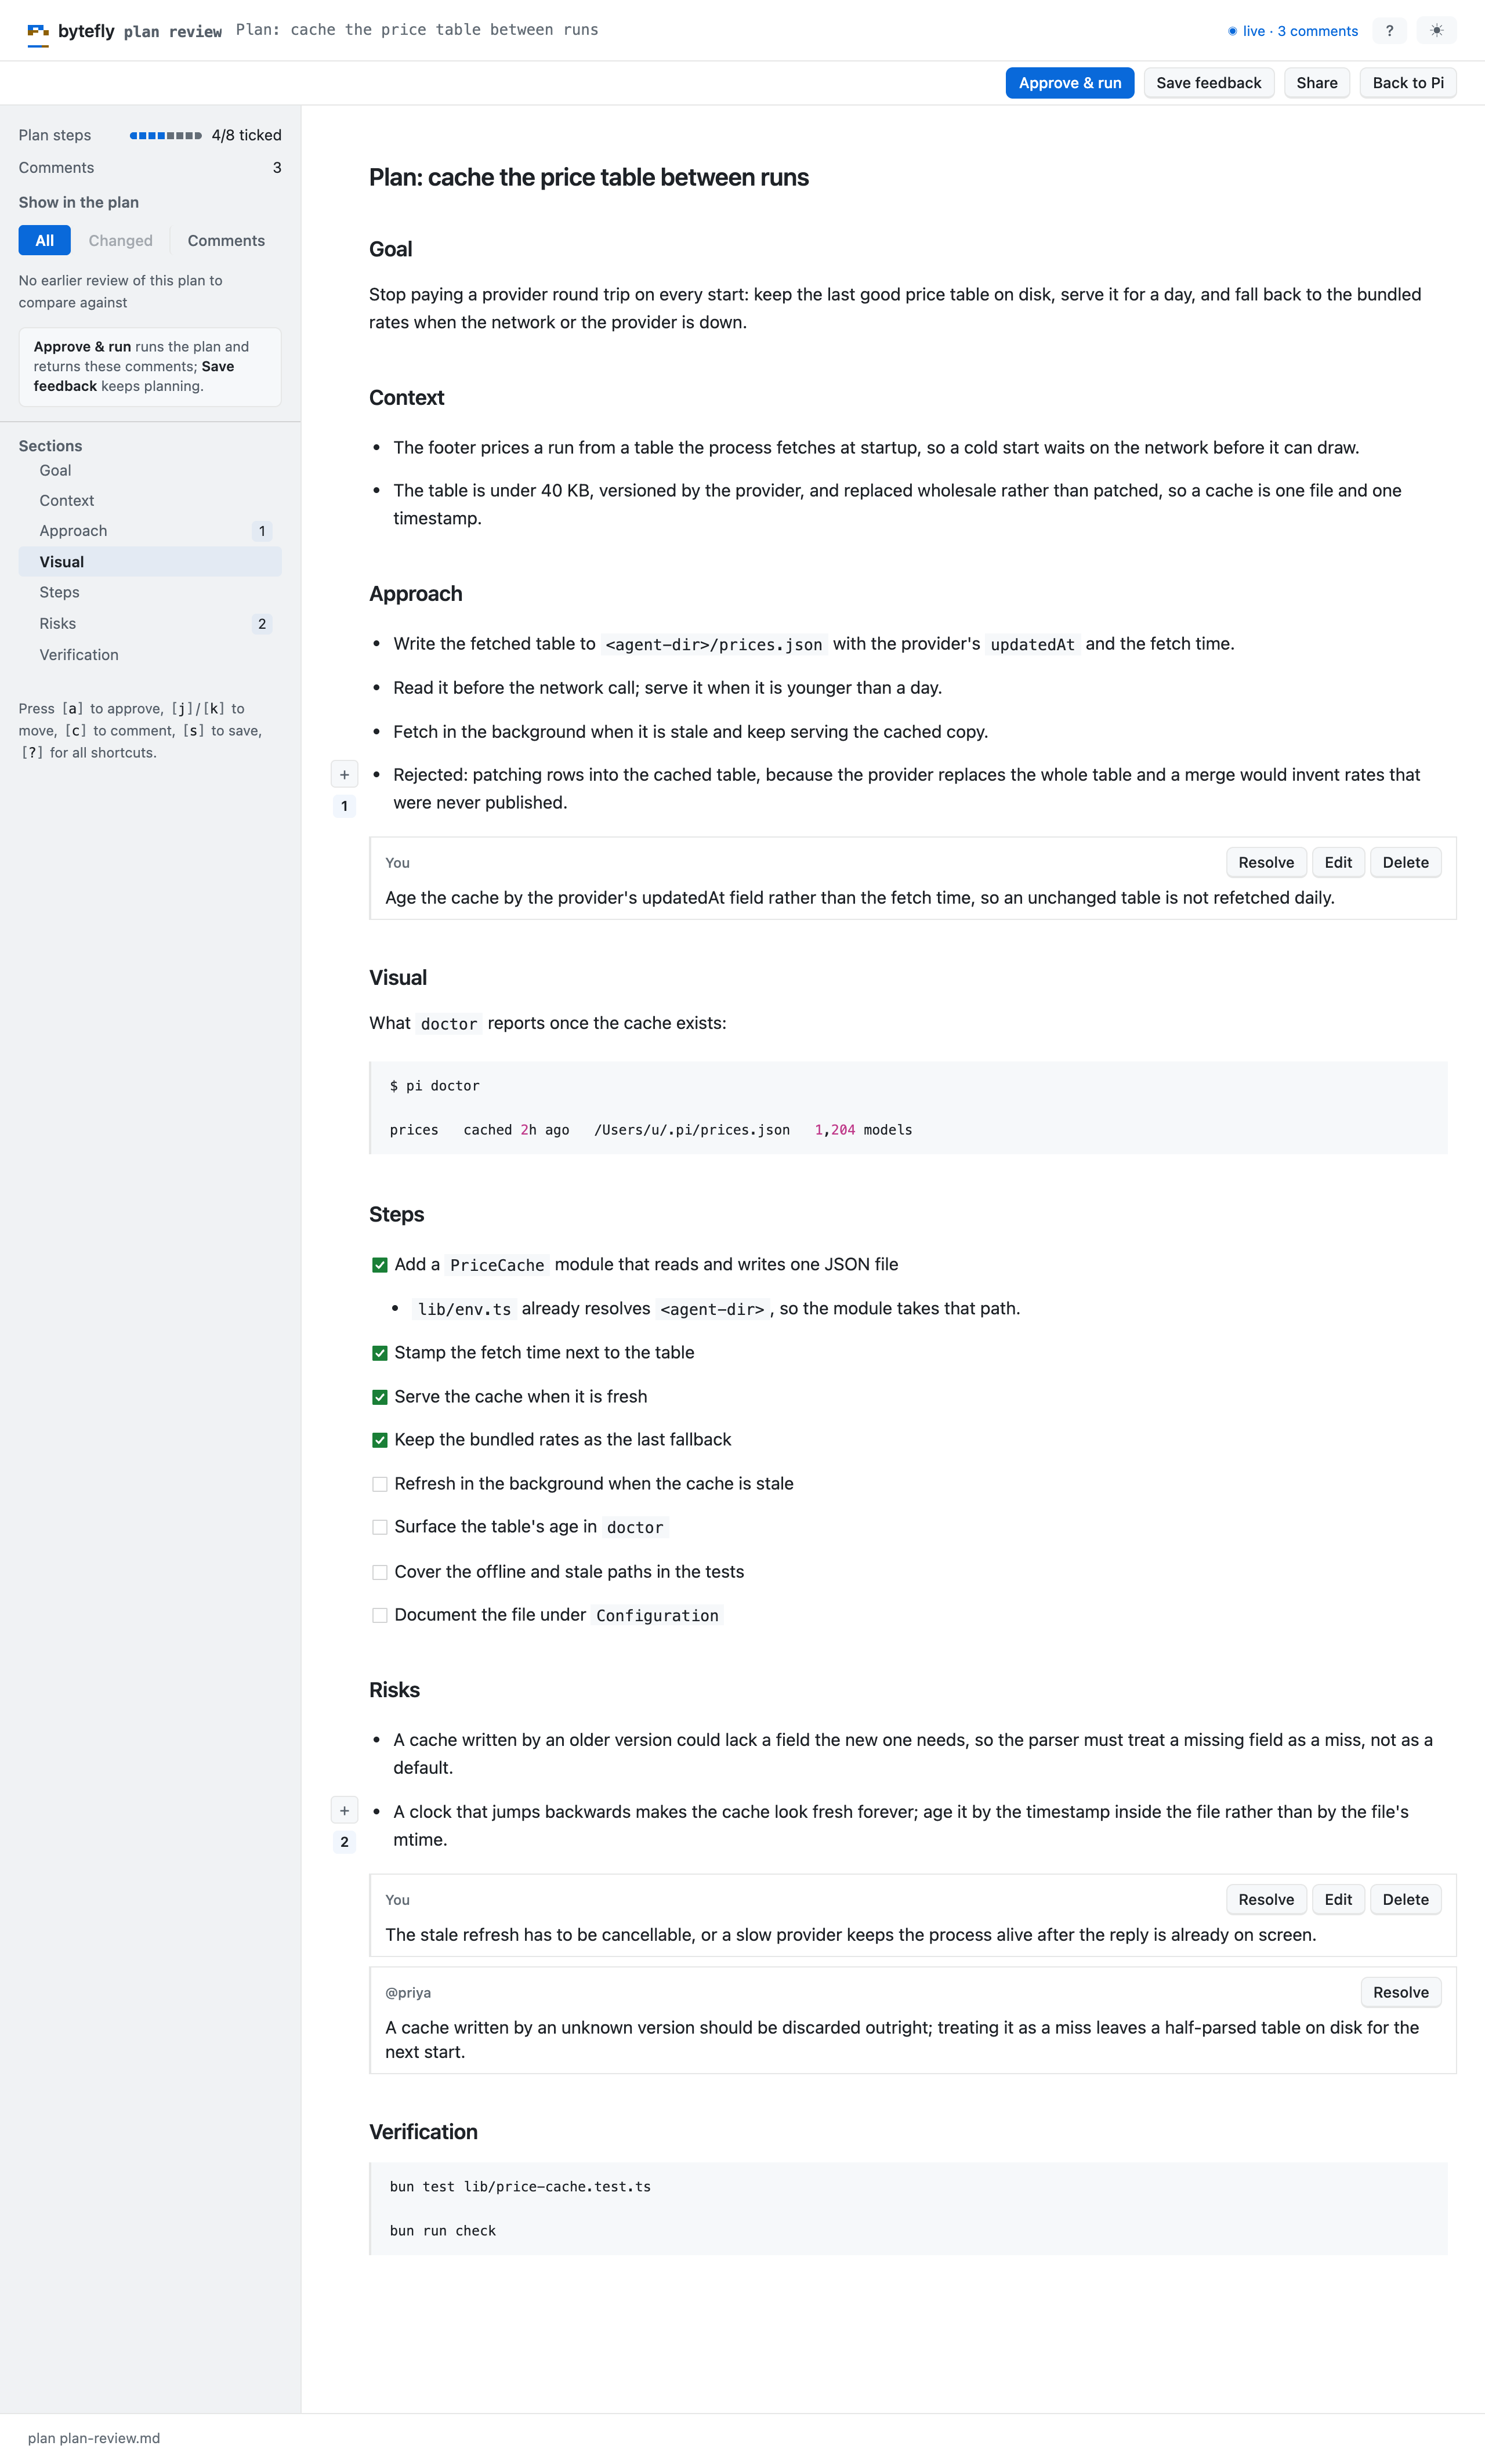 bytefly plan review Plan: cache the price table between runs
live · 3 comments
?
Approve & run
Save feedback
Share
Back to Pi
Plan steps
4/8 ticked
Comments
3
Show in the plan
All
Changed
Comments
No earlier review of this plan to
compare against
Approve & run runs the plan and
returns these comments; Save
feedback keeps planning.
Sections
Goal
Context
Approach
1
Visual
Steps
Risks
2
Verification
Press [a] to approve, [j]/[k] to
move, [c] to comment, [s] to save,
[?] for all shortcuts.
Plan: cache the price table between runs
Goal
Stop paying a provider round trip on every start: keep the last good price table on disk, serve it for a day, and fall back to the bundled
rates when the network or the provider is down.
Context
• The footer prices a run from a table the process fetches at startup, so a cold start waits on the network before it can draw.
• The table is under 40 KB, versioned by the provider, and replaced wholesale rather than patched, so a cache is one file and one
timestamp.
Approach
• Write the fetched table to <agent-dir>/prices.json with the provider's updatedAt and the fetch time.
• Read it before the network call; serve it when it is younger than a day.
• Fetch in the background when it is stale and keep serving the cached copy.
+
1
• Rejected: patching rows into the cached table, because the provider replaces the whole table and a merge would invent rates that
were never published.
You
Resolve
Edit
Delete
Age the cache by the provider's updatedAt field rather than the fetch time, so an unchanged table is not refetched daily.
Visual
What doctor reports once the cache exists:
$ pi doctor
prices   cached 2h ago   /Users/u/.pi/prices.json   1,204 models
Steps
Add a PriceCache module that reads and writes one JSON file
• lib/env.ts already resolves <agent-dir>, so the module takes that path.
Stamp the fetch time next to the table
Serve the cache when it is fresh
Keep the bundled rates as the last fallback
Refresh in the background when the cache is stale
Surface the table's age in doctor
Cover the offline and stale paths in the tests
Document the file under Configuration
Risks
• A cache written by an older version could lack a field the new one needs, so the parser must treat a missing field as a miss, not as a
default.
+
2
• A clock that jumps backwards makes the cache look fresh forever; age it by the timestamp inside the file rather than by the file's
mtime.
You
Resolve
Edit
Delete
The stale refresh has to be cancellable, or a slow provider keeps the process alive after the reply is already on screen.
@priya
Resolve
A cache written by an unknown version should be discarded outright; treating it as a miss leaves a half-parsed table on disk for the
next start.
Verification
bun test lib/price-cache.test.ts
bun run check
plan plan-review.md